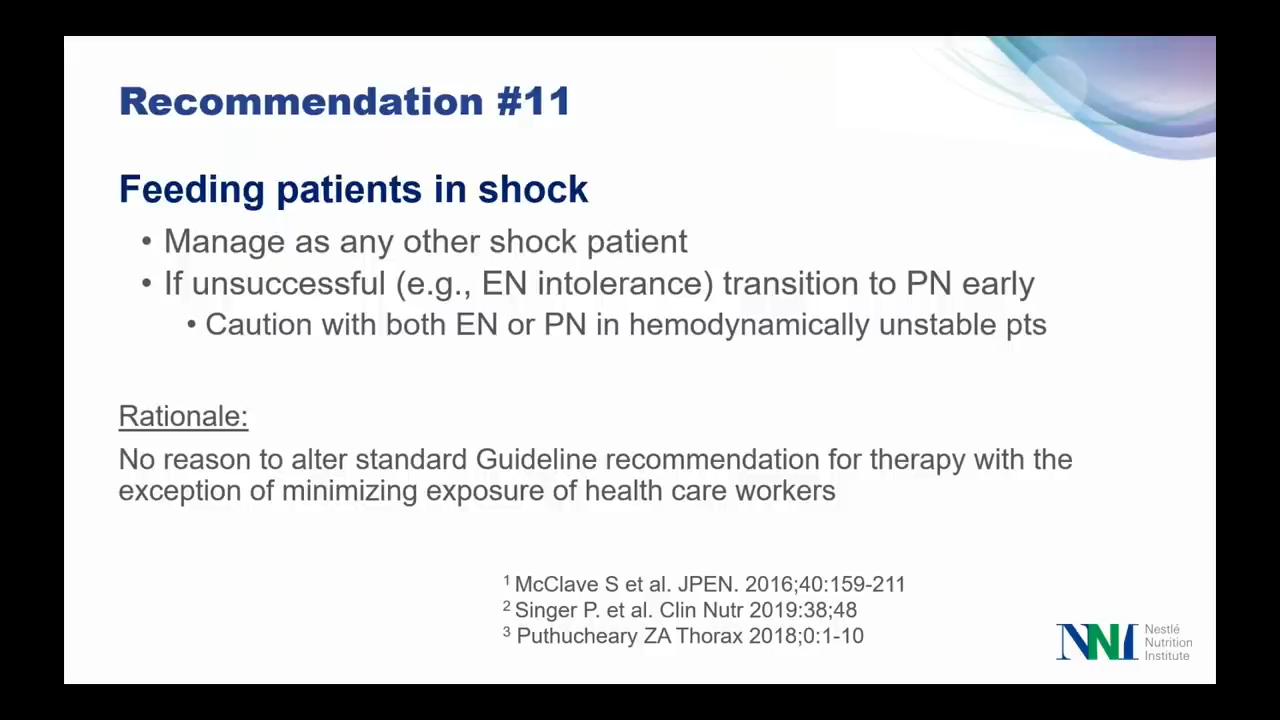 Recommendation #11
Feeding patients in shock
• Manage as any other shock patient
• If unsuccessful (e.g., EN intolerance) transition to PN early
• Caution with both EN or PN in hemodynamically unstable pts
Rationale:
No reason to alter standard Guideline recommendation for therapy with the
exception of minimizing exposure of health care workers
1 McClave S et al. JPEN. 2016;40:159-211
2 Singer P. et al. Clin Nutr 2019:38;48
3 Puthucheary ZA Thorax 2018;0:1-10
NNI
Nestlé
Nutrition
Institute